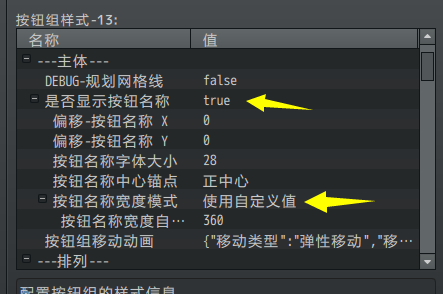 按钮组样式-13:
名称 值
---主体---
DEBUG-规划网格线 false
是否显示按钮名称 true
偏移-按钮名称 X 0
偏移-按钮名称 Y 0
按钮名称字体大小 28
按钮名称中心锚点 正中心
按钮名称宽度模式 使用自定义值
按钮名称宽度自… 360
按钮组移动动画 {"移动类型":"弹性移动","移…
---排列---
配置按钮组的样式信息